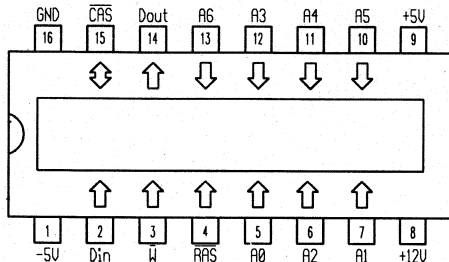 GND CAS Dout A6 A3 A4 A5 +5V
16 15 14 13 12 11 10 9
1 2 3 4 5 6 7 8
-5V Din W RAS A0 A2 A1 +12V